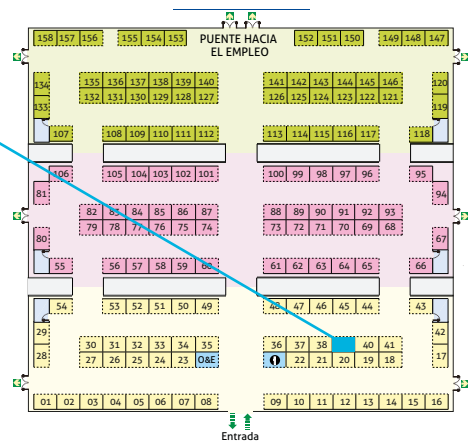 158 157 156 155 154 153 PUENTE HACIA 152 151 150 149 148 147
EL EMPLEO
134 135 136 137 138 139 140 141 142 143 144 145 146 120
133 132 131 130 129 128 127 126 125 124 123 122 121 119
107 108 109 110 111 112 113 114 115 116 117 118
106 105 104 103 102 101 100 99 98 97 96 95
81 94
82 83 84 85 86 87 88 89 90 91 92 93
80 79 78 77 76 75 74 73 72 71 70 69 68 67
55 56 57 58 59 60 61 62 63 64 65 66
54 53 52 51 50 49 48 47 46 45 44 43
29 30 31 32 33 34 35 36 37 38 40 41 42
28 27 26 25 24 23 O&E 22 21 20 19 18 17
01 02 03 04 05 06 07 08 09 10 11 12 13 14 15 16
Entrada